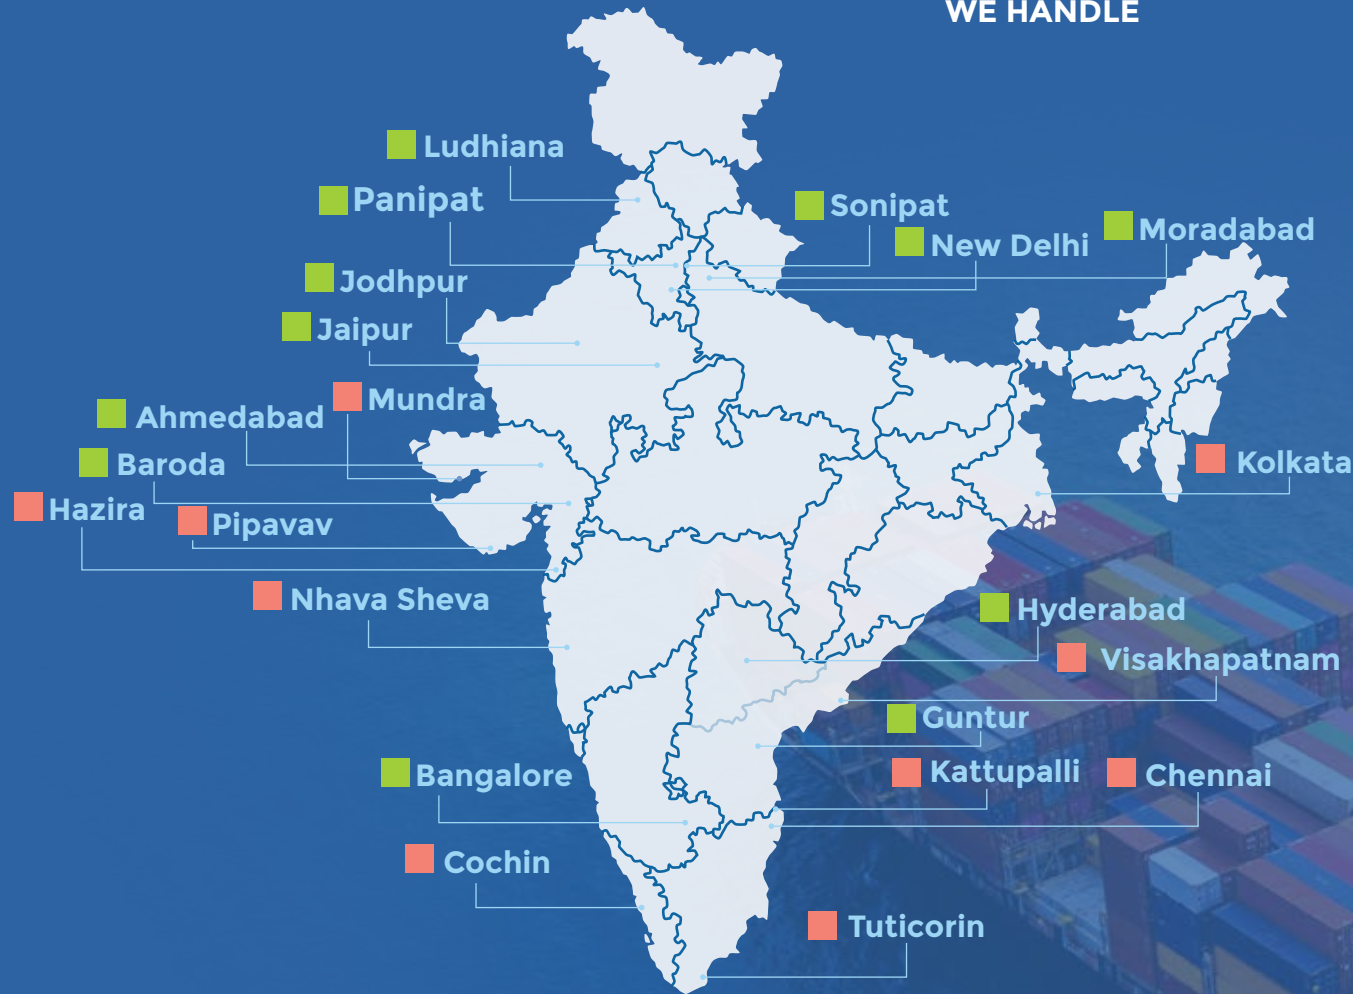 WE HANDLE
Ludhiana
Panipat
Sonipat
New Delhi
Moradabad
Jodhpur
Jaipur
Mundra
Ahmedabad
Baroda
Kolkata
Hazira
Pipavav
Nhava Sheva
Hyderabad
Visakhapatnam
Guntur
Bangalore
Kattupalli
Chennai
Cochin
Tuticorin